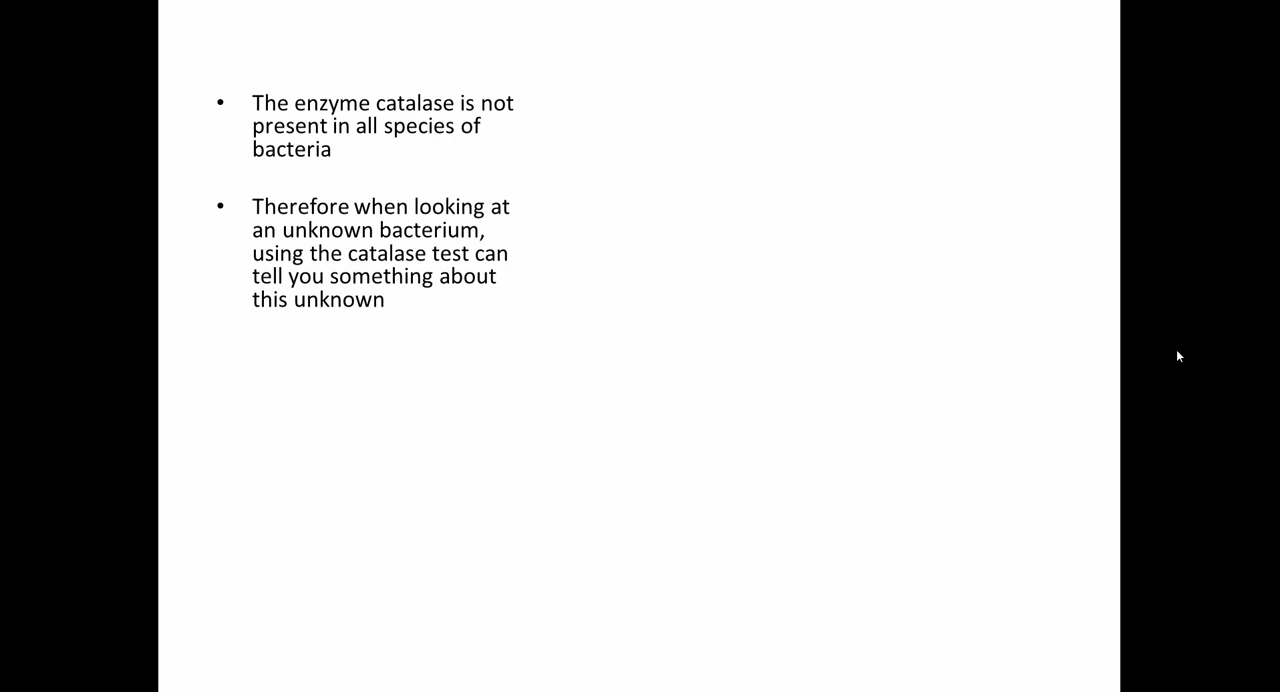 • The enzyme catalase is not
present in all species of
bacteria
• Therefore when looking at
an unknown bacterium,
using the catalase test can
tell you something about
this unknown